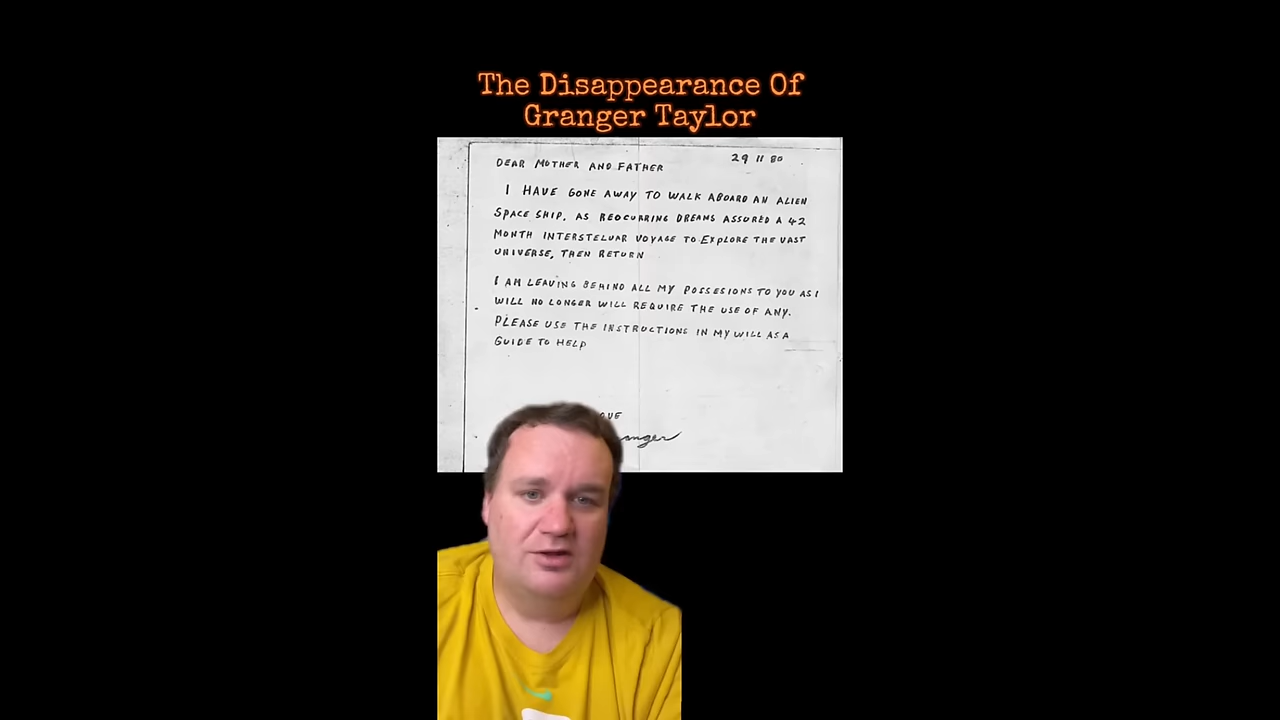 The Disappearance Of
Granger Taylor
29 11 80
DEAR MOTHER AND FATHER
I HAVE GONE AWAY TO WALK ABOARD AN ALIEN
SPACE SHIP. AS REOCURRING DREAMS ASSURED A 42
MONTH INTERSTELLAR VOYAGE TO EXPLORE THE VAST
UNIVERSE, THEN RETURN
I AM LEAVING BEHIND ALL MY POSSESIONS TO YOU AS I
WILL NO LONGER WILL REQUIRE THE USE OF ANY.
PLEASE USE THE INSTRUCTIONS IN MY WILL AS A
GUIDE TO HELP